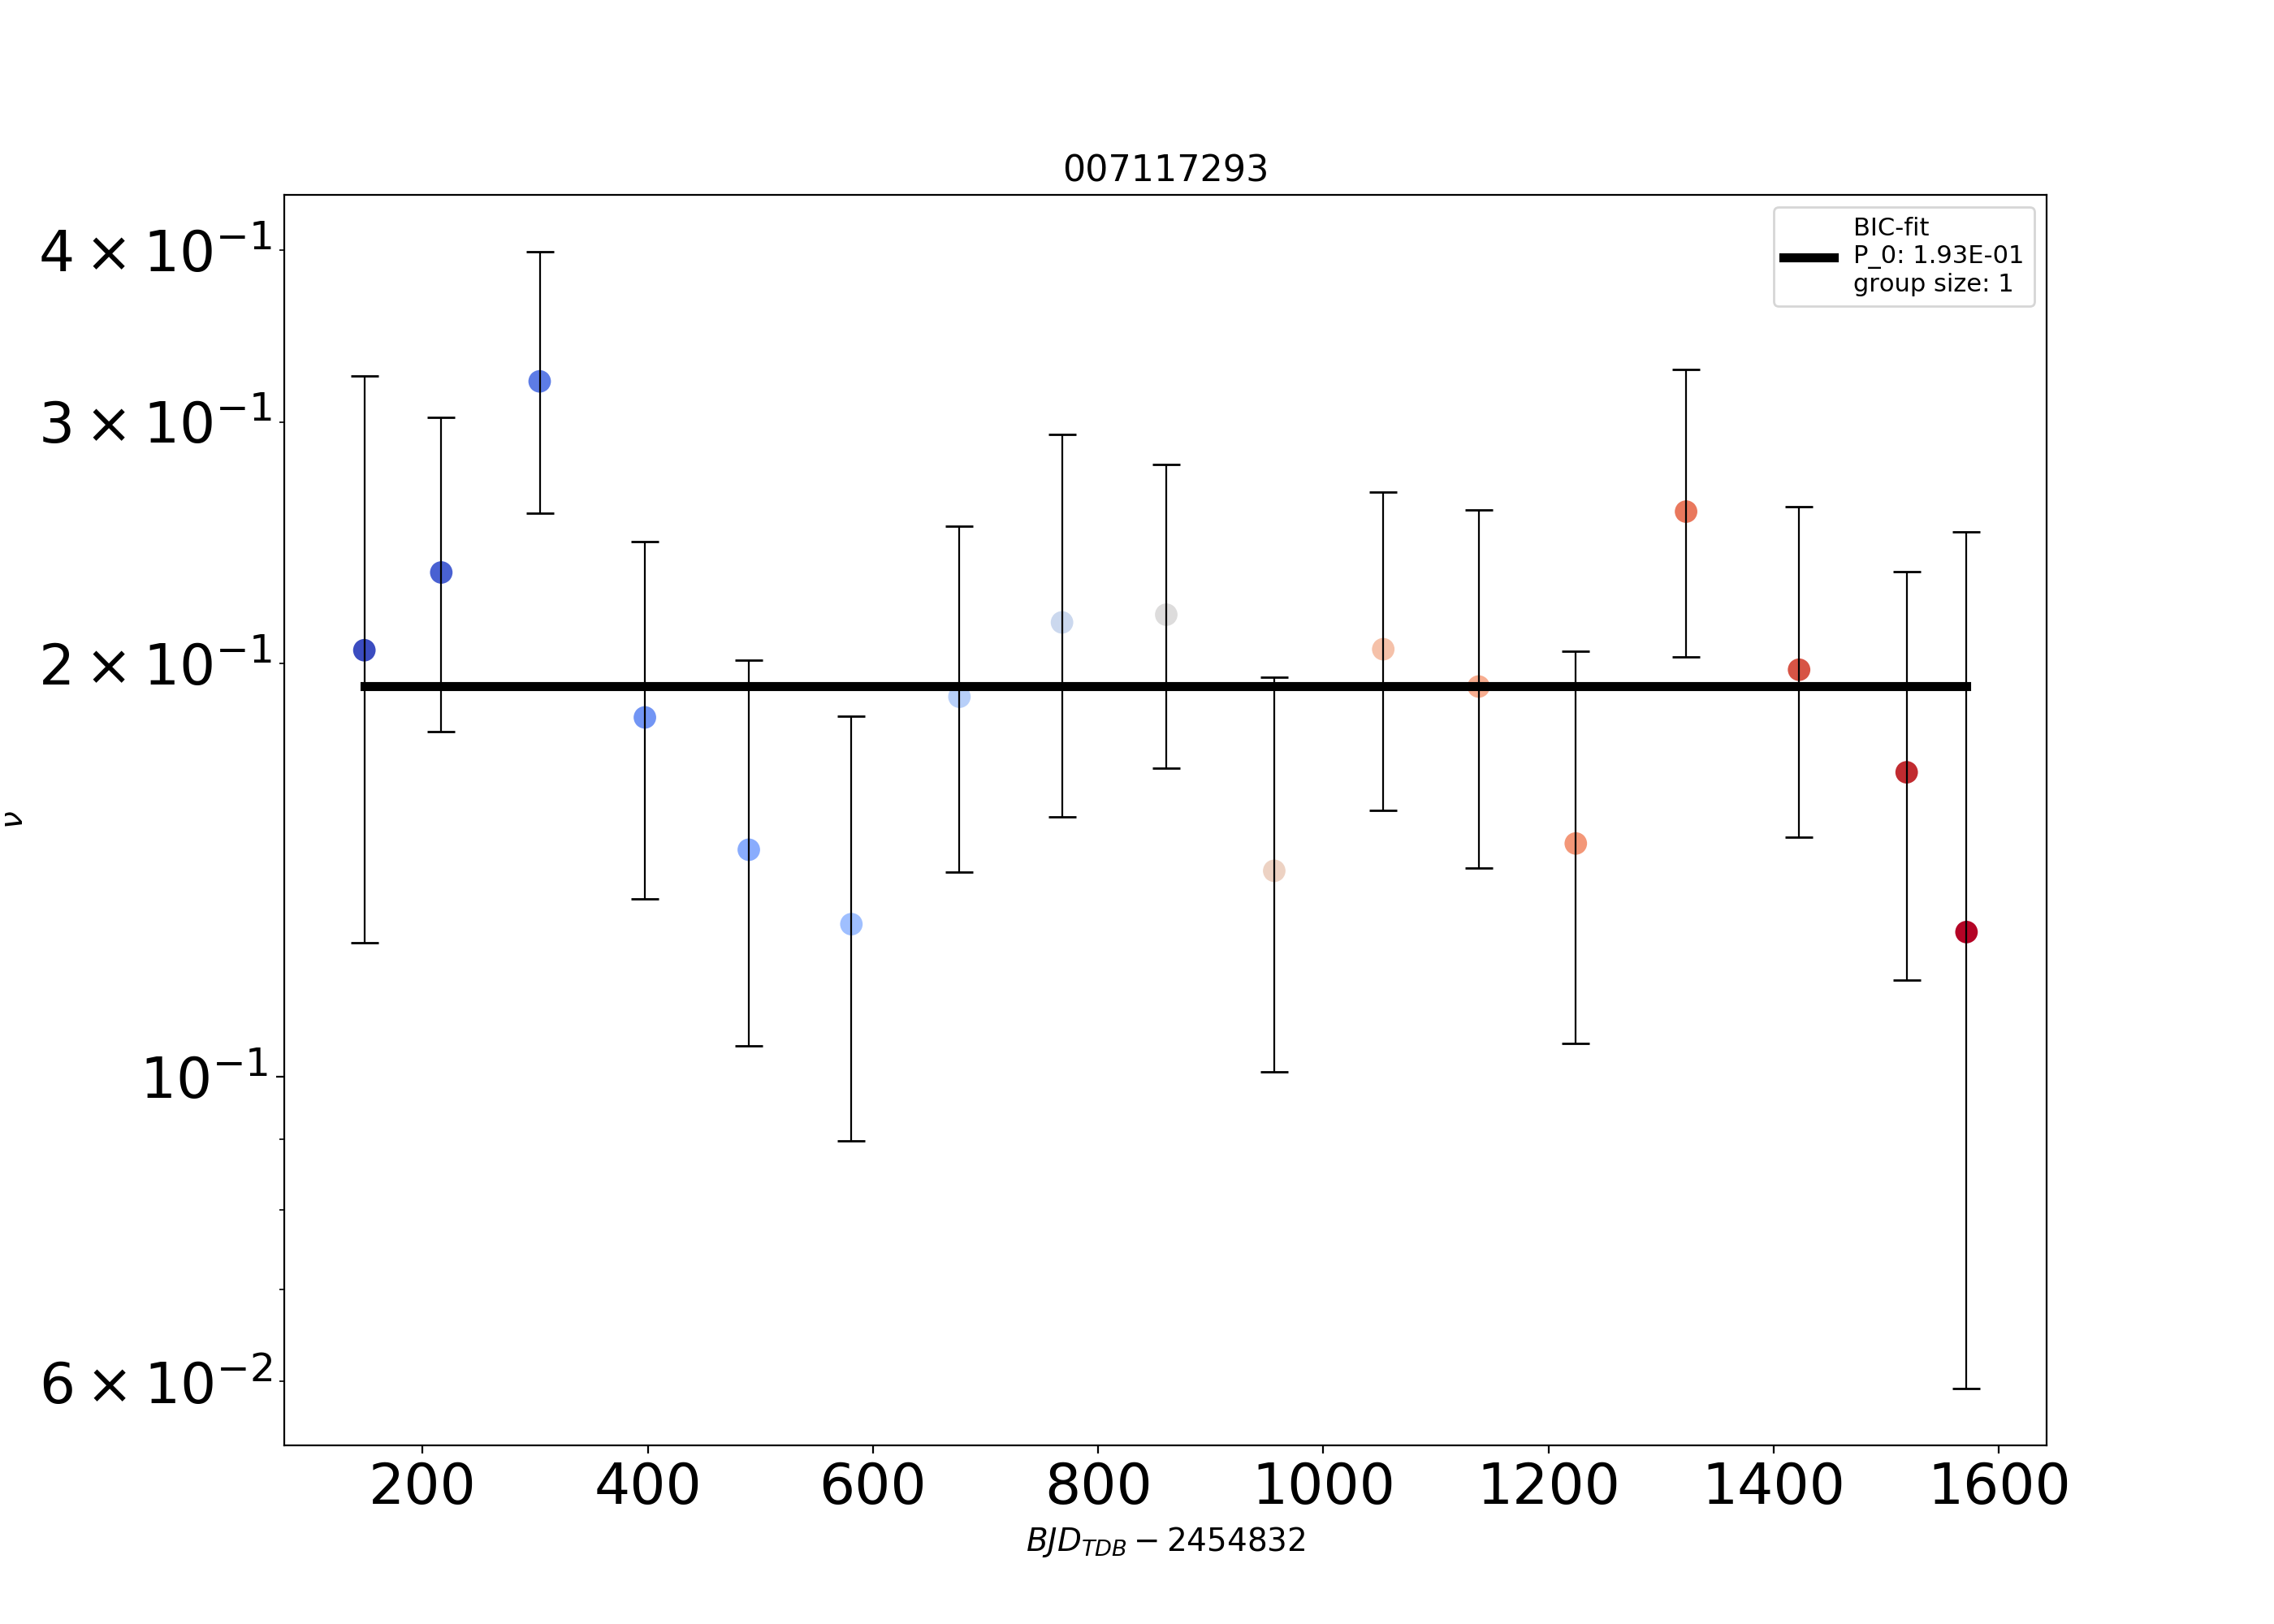 007117293
BIC-fit
P_0: 1.93E-01
group size: 1
4 × 10⁻¹
3 × 10⁻¹
2 × 10⁻¹
10⁻¹
6 × 10⁻²
ν
200 400 600 800 1000 1200 1400 1600
BJD_TDB − 2454832